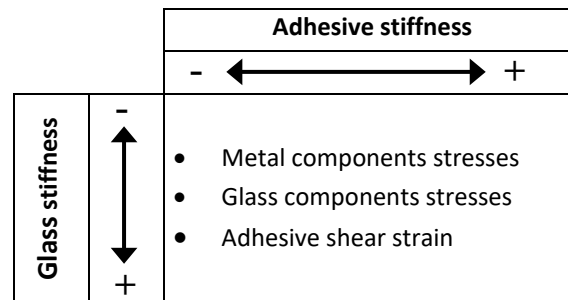 Adhesive stiffness
- +
Glass stiffness
-
+
• Metal components stresses
• Glass components stresses
• Adhesive shear strain